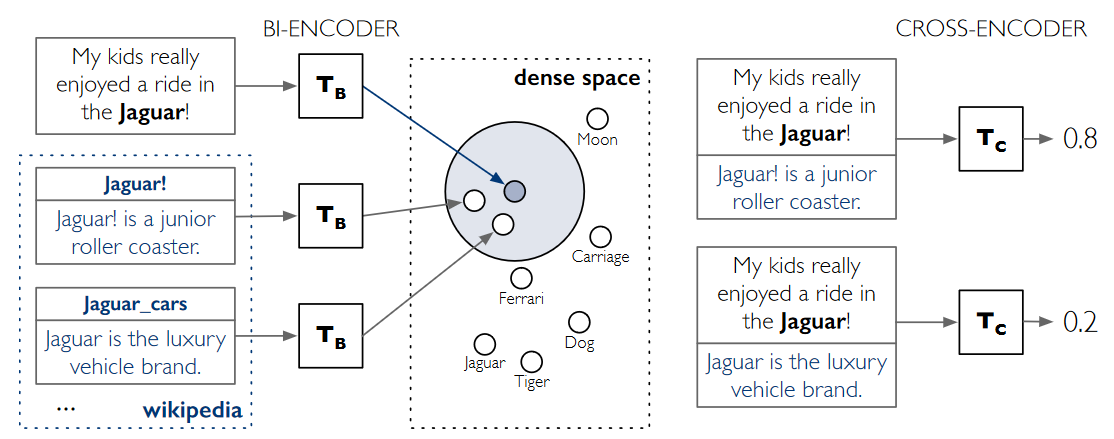 BI-ENCODER
My kids really
enjoyed a ride in
the Jaguar!
T_B
Jaguar!
Jaguar! is a junior
roller coaster.
T_B
Jaguar_cars
Jaguar is the luxury
vehicle brand.
T_B
...
wikipedia
dense space
Moon
Carriage
Ferrari
Dog
Jaguar
Tiger
CROSS-ENCODER
My kids really
enjoyed a ride in
the Jaguar!
Jaguar! is a junior
roller coaster.
T_C
0.8
My kids really
enjoyed a ride in
the Jaguar!
Jaguar is the luxury
vehicle brand.
T_C
0.2